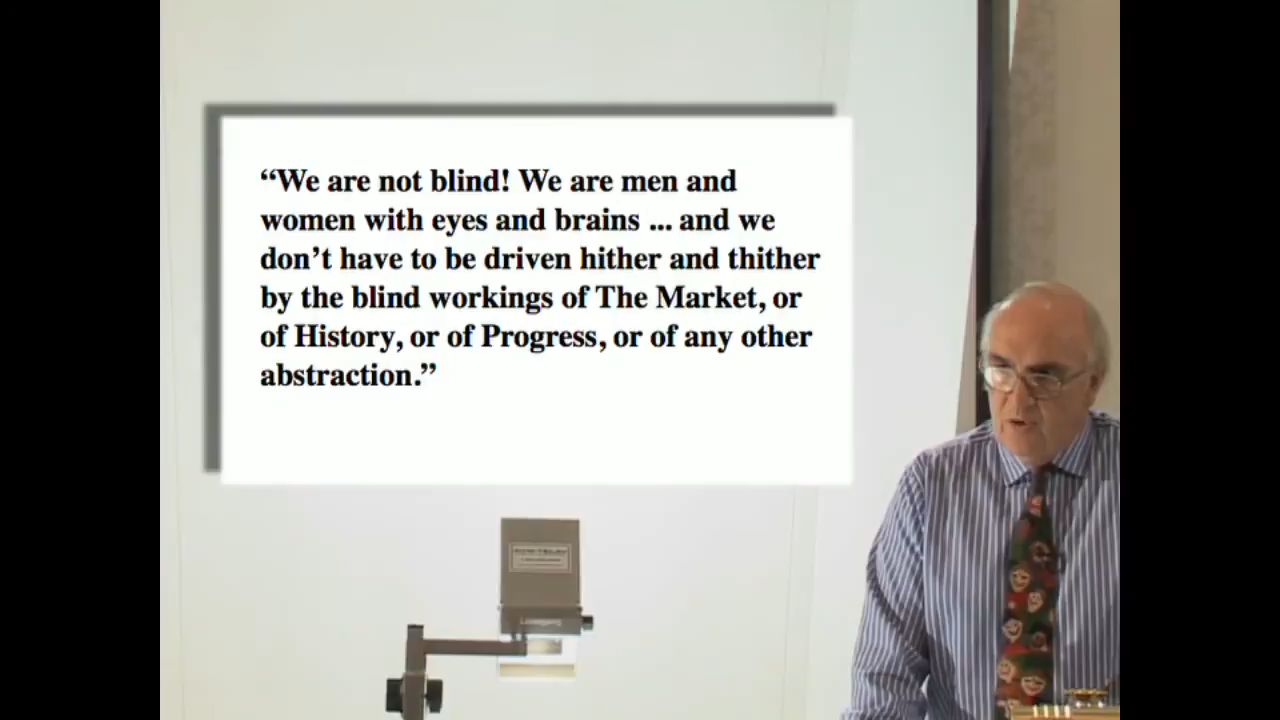 “We are not blind! We are men and
women with eyes and brains ... and we
don’t have to be driven hither and thither
by the blind workings of The Market, or
of History, or of Progress, or of any other
abstraction.”